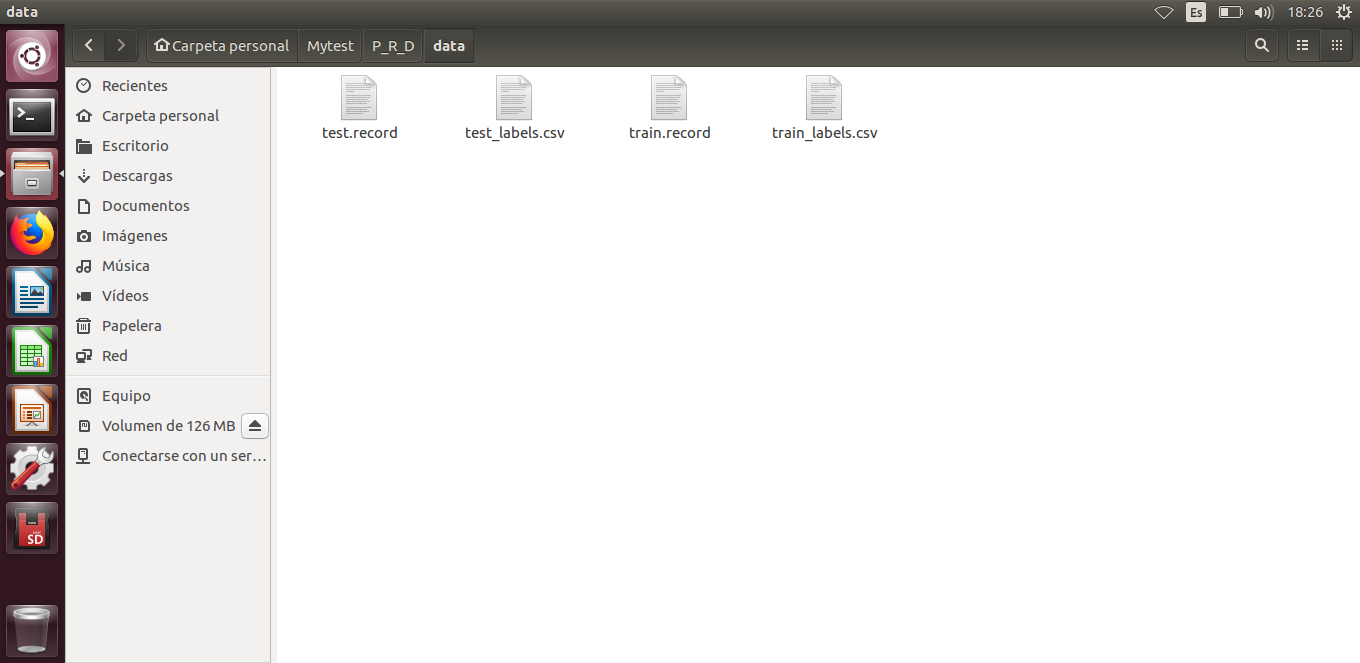 data
Es
18:26
Carpeta personal
Mytest
P_R_D
data
Recientes
Carpeta personal
Escritorio
Descargas
Documentos
Imágenes
Música
Vídeos
Papelera
Red
Equipo
Volumen de 126 MB
Conectarse con un ser…
test.record
test_labels.csv
train.record
train_labels.csv
SD